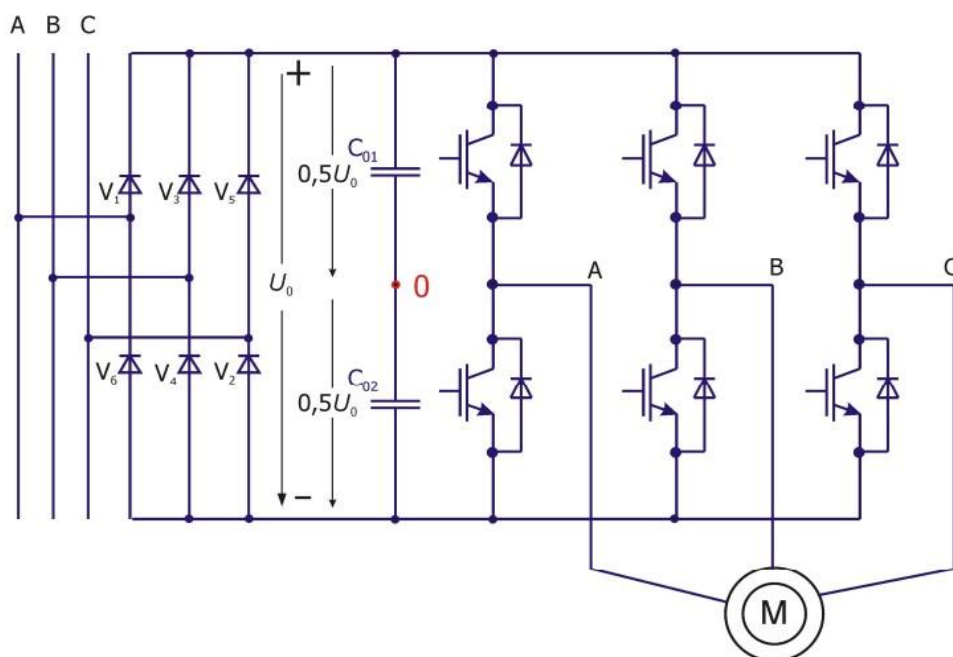 A B C
+
C₀₁
0,5U₀
V₁ V₃ V₅
A B C
U₀ 0
V₆ V₄ V₂
C₀₂
0,5U₀
−
M